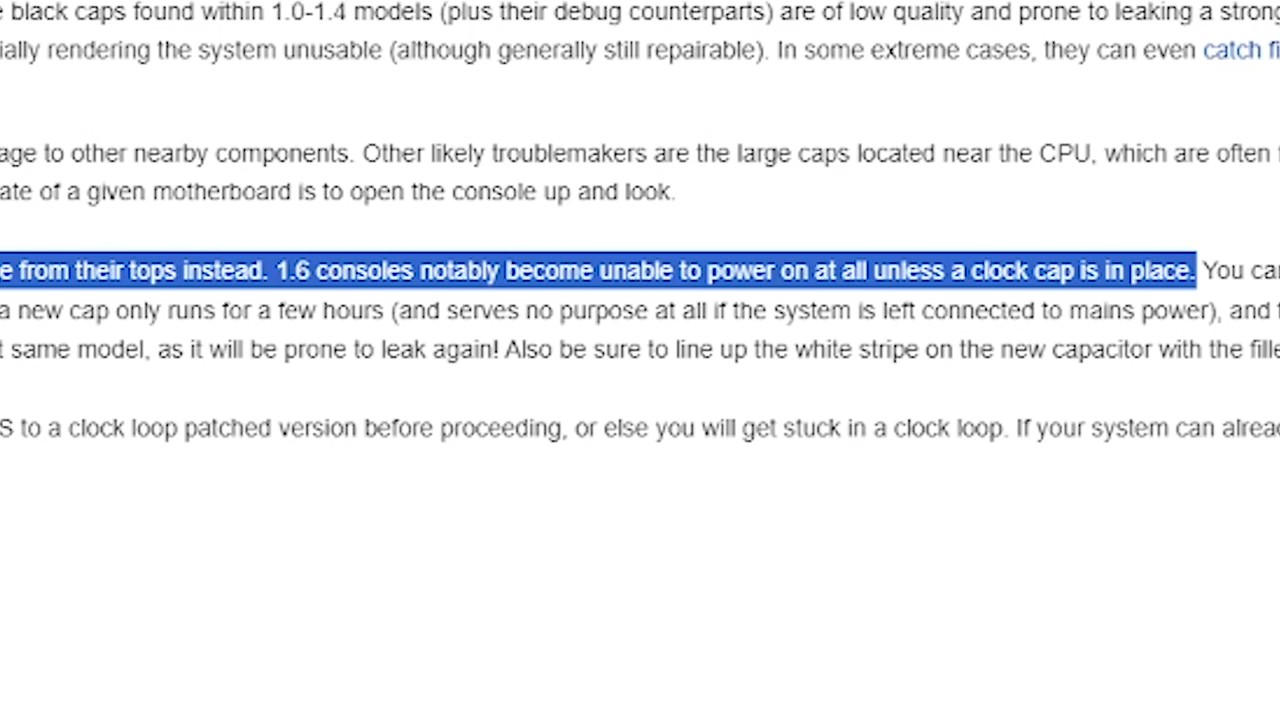 black caps found within 1.0-1.4 models (plus their debug counterparts) are of low quality and prone to leaking a strong
ially rendering the system unusable (although generally still repairable). In some extreme cases, they can even catch fi
age to other nearby components. Other likely troublemakers are the large caps located near the CPU, which are often
ate of a given motherboard is to open the console up and look.
e from their tops instead. 1.6 consoles notably become unable to power on at all unless a clock cap is in place. You can
a new cap only runs for a few hours (and serves no purpose at all if the system is left connected to mains power), and
t same model, as it will be prone to leak again! Also be sure to line up the white stripe on the new capacitor with the fille
S to a clock loop patched version before proceeding, or else you will get stuck in a clock loop. If your system can alrea